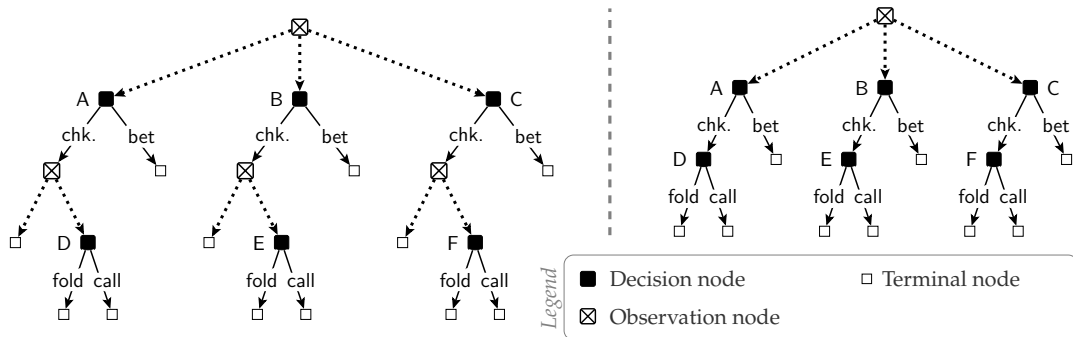 A B C
chk. bet chk. bet chk. bet
D E F
fold call fold call fold call
A B C
chk. bet chk. bet chk. bet
D E F
fold call fold call fold call
Legend
Decision node Terminal node
Observation node